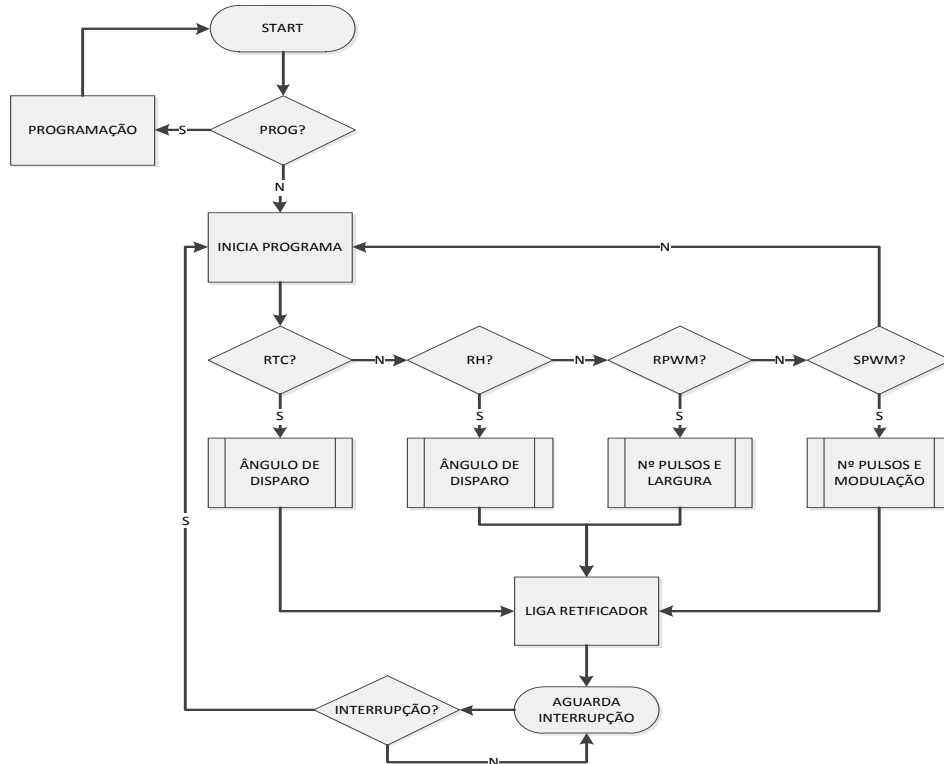 START
PROGRAMAÇÃO
S
PROG?
N
INICIA PROGRAMA
N
RTC?
N
RH?
N
RPWM?
N
SPWM?
S
S
S
S
ÂNGULO DE
DISPARO
ÂNGULO DE
DISPARO
Nº PULSOS E
LARGURA
Nº PULSOS E
MODULAÇÃO
S
LIGA RETIFICADOR
INTERRUPÇÃO?
AGUARDA
INTERRUPÇÃO
N